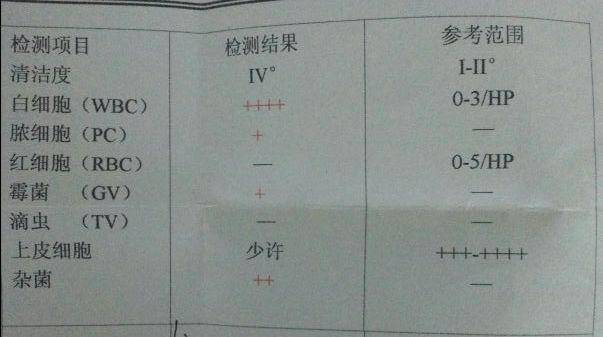 检测项目 检测结果 参考范围
清洁度 IV° I-II°
白细胞（WBC） ++++ 0-3/HP
脓细胞（PC） + —
红细胞（RBC） — 0-5/HP
霉菌 （GV） + —
滴虫 （TV） — —
上皮细胞 少许 +++-++++
杂菌 ++ —